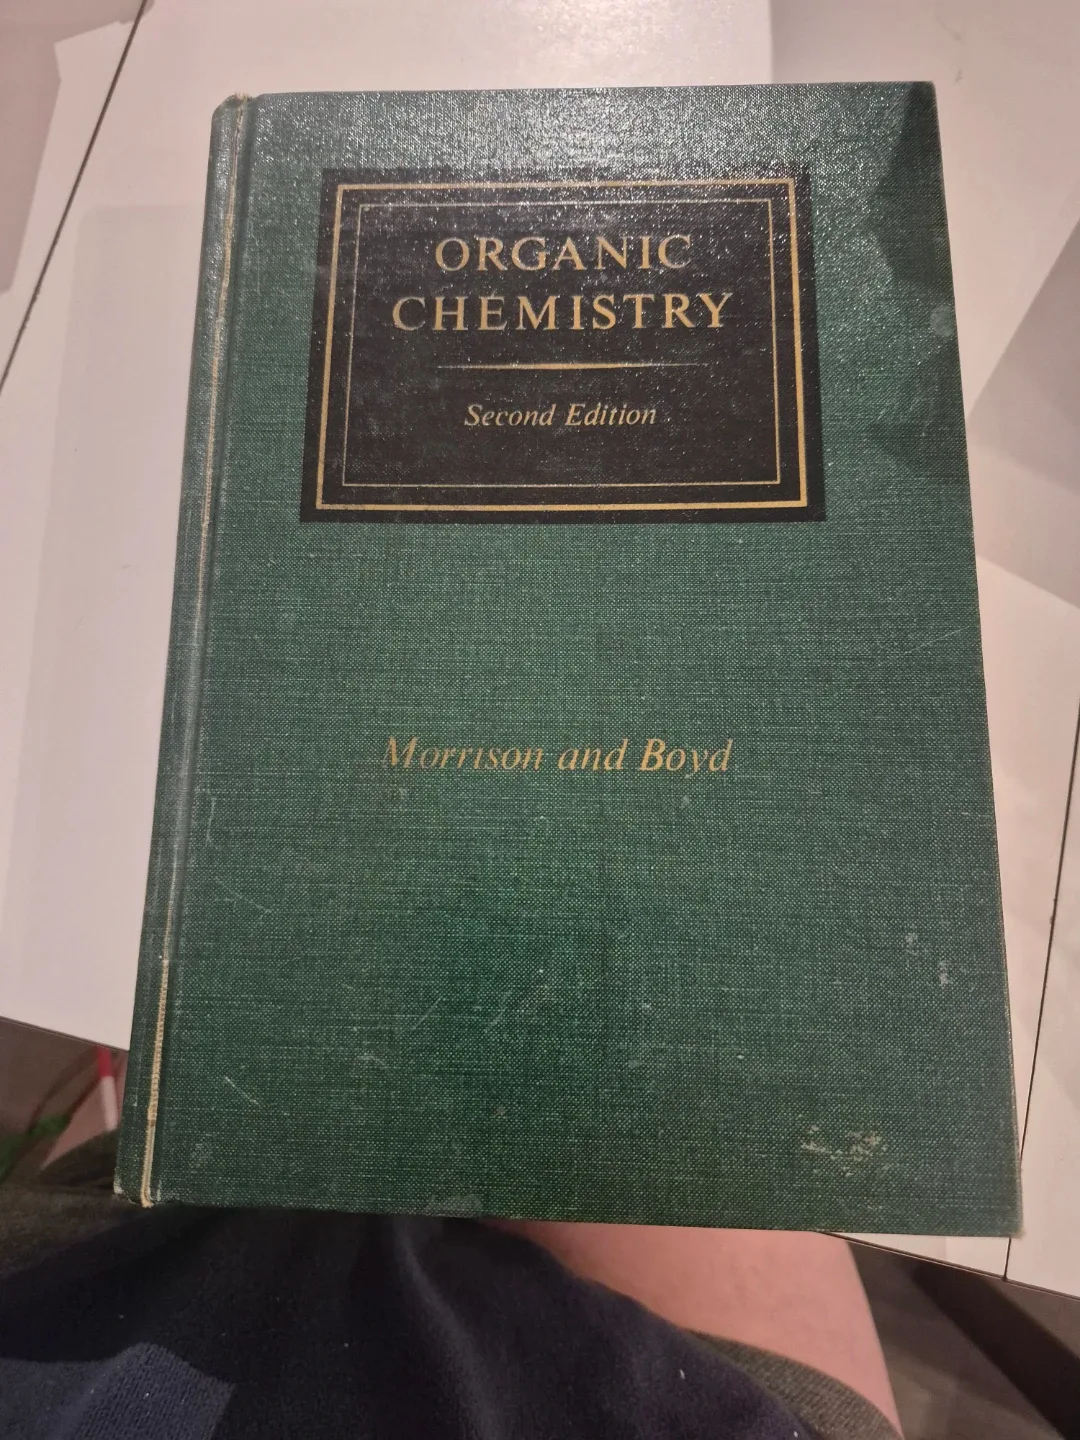 ORGANIC
CHEMISTRY
Second Edition
Morrison and Boyd